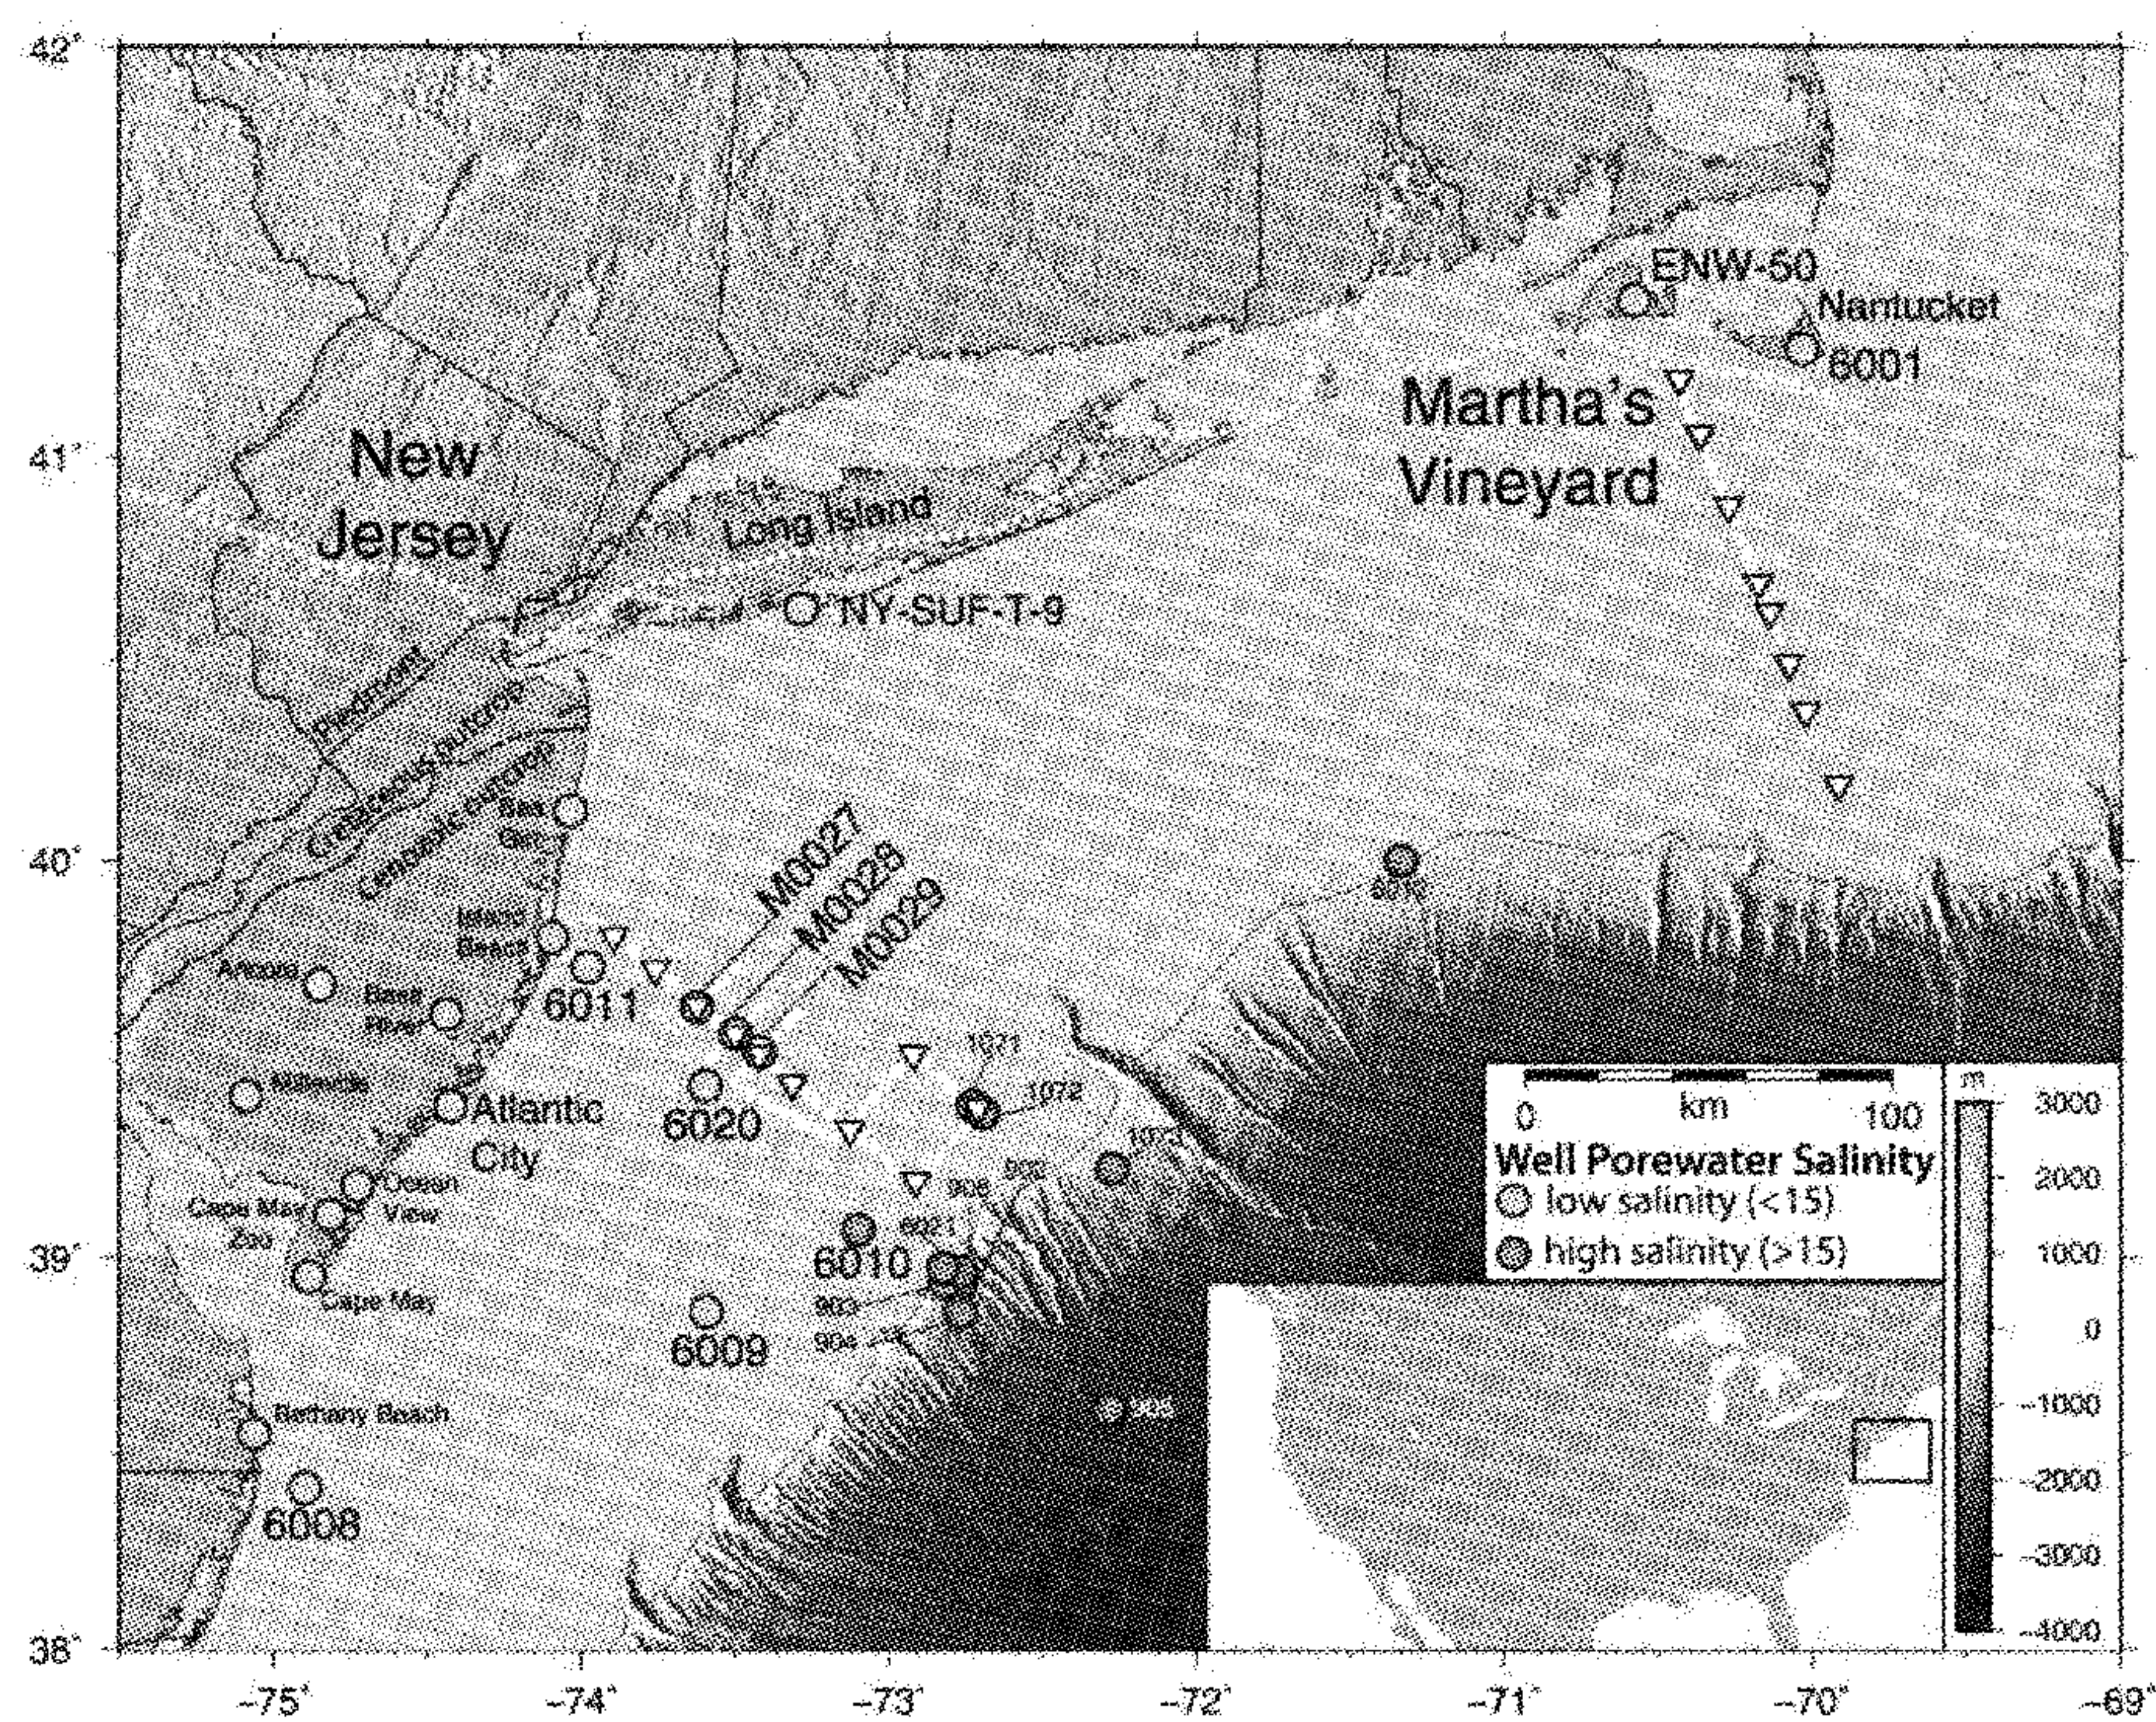 42°
ENW-50
Nantucket
6001
Martha's
Vineyard
41°
New
Jersey
Long Island
NY-SUF-T-9
Piedmont
Cretaceous outcrop
Cenozoic outcrop
Sea
Girt
M0027
M0028
M0029
40°
Island
Beach
Ancora
Bass
River
6011
1071
1072
Millville
Atlantic
City
6020
1073
902
906
Ocean
View
Cape May
Zoo
6021
6010
39°
Cape May
903
904
6009
905
Bethany Beach
6008
38°
0 km 100
Well Porewater Salinity
low salinity (<15)
high salinity (>15)
m
3000
2000
1000
0
-1000
-2000
-3000
-4000
-75° -74° -73° -72° -71° -70° -69°